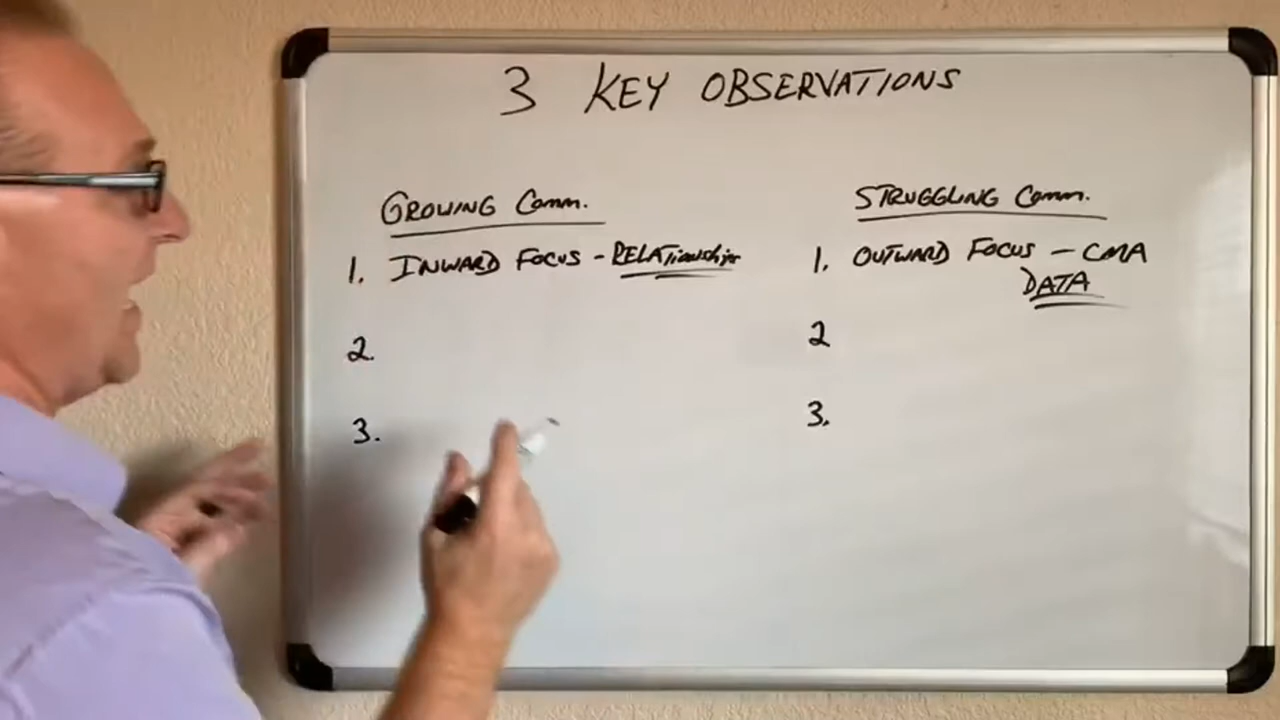 3 KEY OBSERVATIONS
GROWING Comm.
1. INWARD FOCUS - RELATIONSHIPS
2.
3.
STRUGGLING Comm.
1. OUTWARD FOCUS - CMA
DATA
2
3.